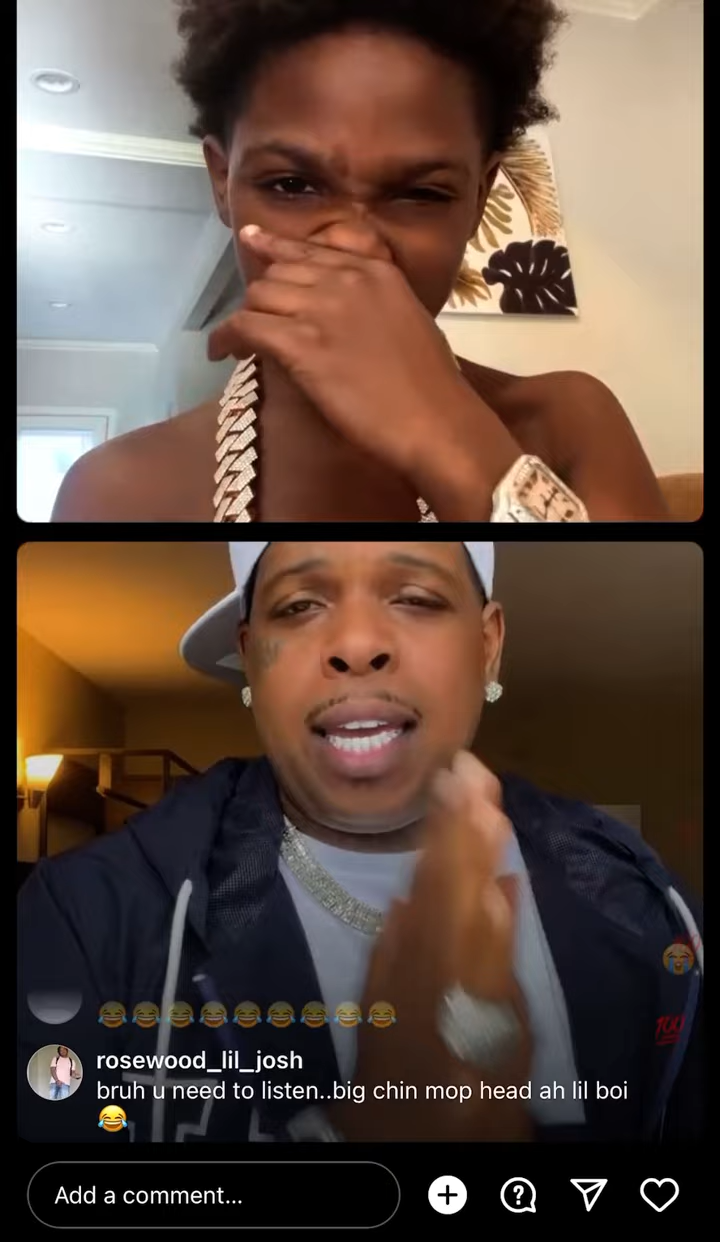 😂😂😂😂😂😂😂😂😂
rosewood_lil_josh
bruh u need to listen..big chin mop head ah lil boi
😂
💯
Add a comment...